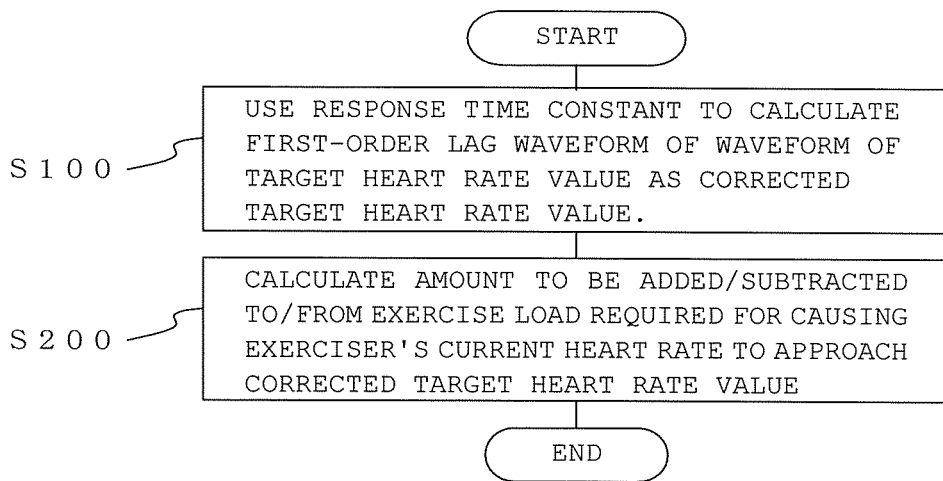 START
USE RESPONSE TIME CONSTANT TO CALCULATE
FIRST-ORDER LAG WAVEFORM OF WAVEFORM OF
S100
TARGET HEART RATE VALUE AS CORRECTED
TARGET HEART RATE VALUE.
CALCULATE AMOUNT TO BE ADDED/SUBTRACTED
TO/FROM EXERCISE LOAD REQUIRED FOR CAUSING
S200
EXERCISER'S CURRENT HEART RATE TO APPROACH
CORRECTED TARGET HEART RATE VALUE
END